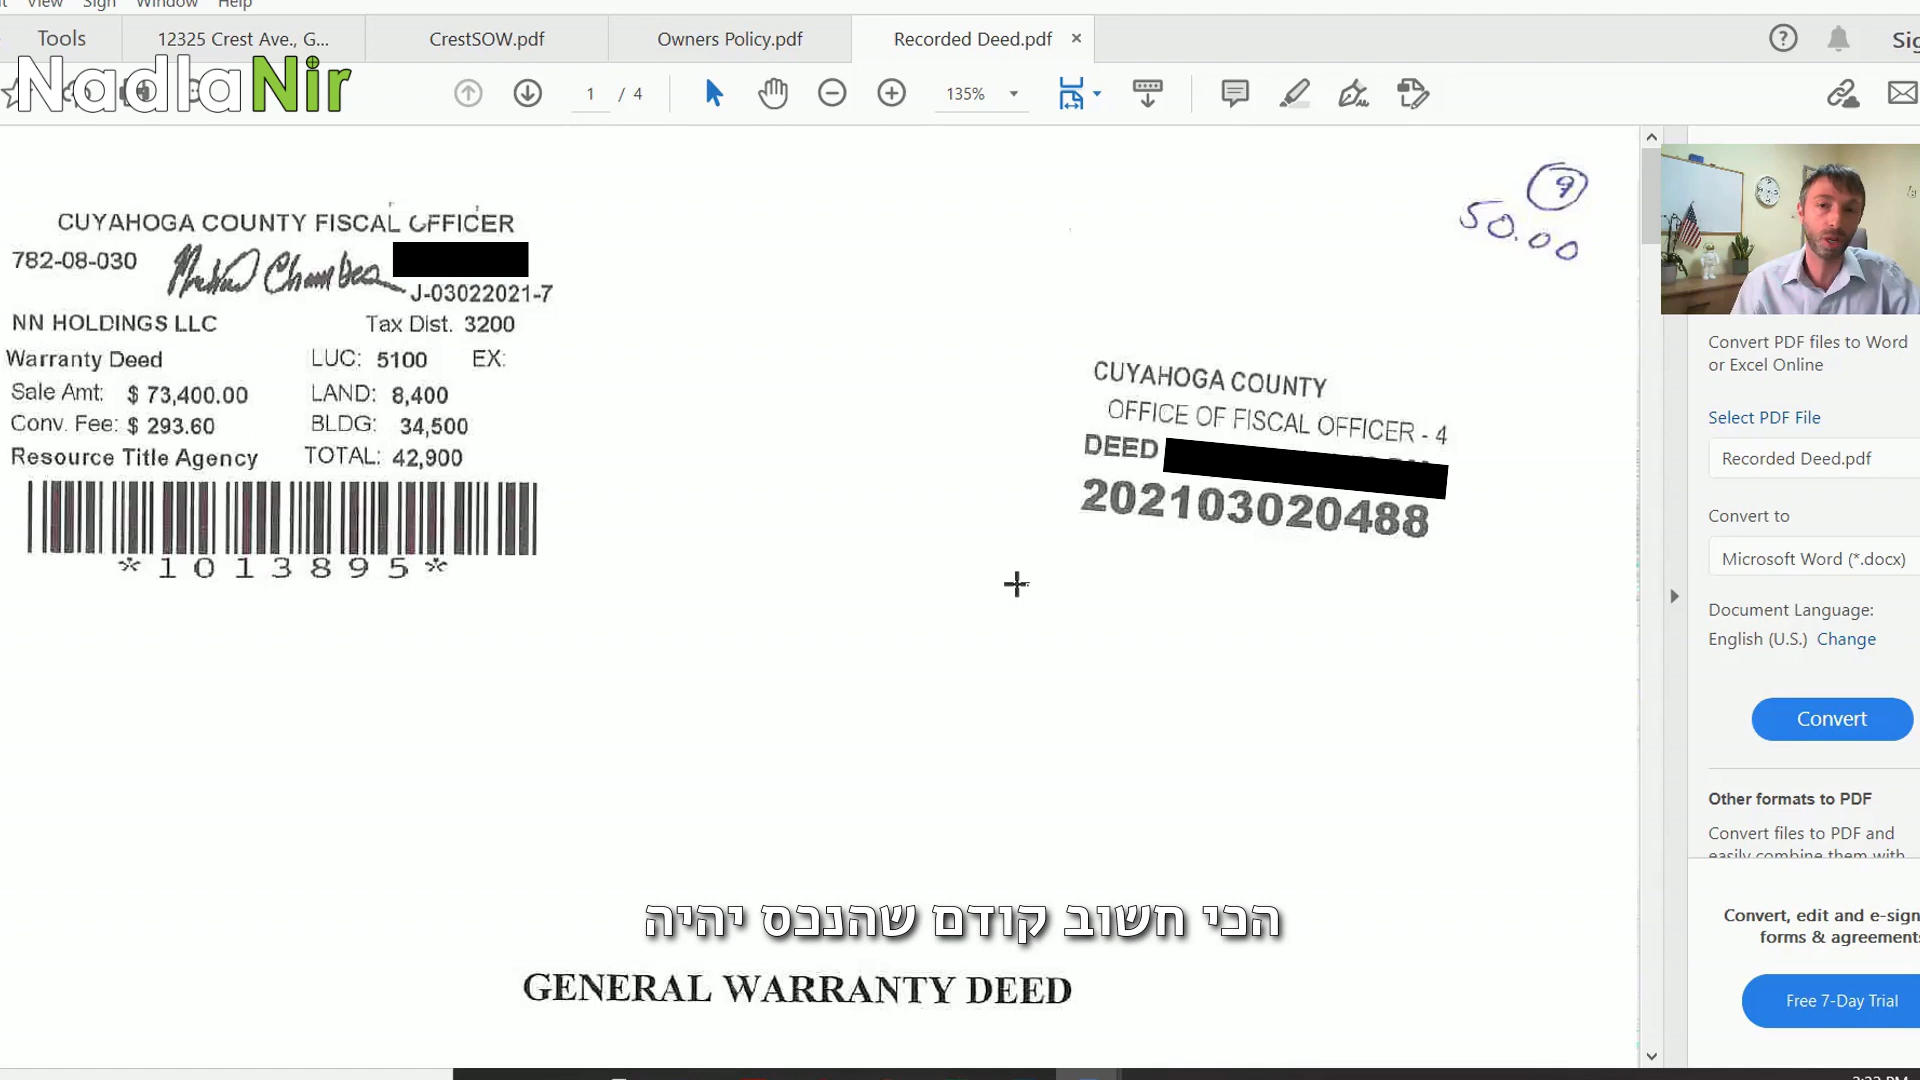 View Sign Window Help
Tools
12325 Crest Ave., G...
CrestSOW.pdf
Owners Policy.pdf
Recorded Deed.pdf
NadlaNir
1 / 4
135%
CUYAHOGA COUNTY FISCAL OFFICER
782-08-030
J-03022021-7
NN HOLDINGS LLC
Tax Dist. 3200
Warranty Deed
LUC: 5100 EX:
Sale Amt: $ 73,400.00
LAND: 8,400
Conv. Fee: $ 293.60
BLDG: 34,500
Resource Title Agency
TOTAL: 42,900
*1013895*
9
50.00
CUYAHOGA COUNTY
OFFICE OF FISCAL OFFICER - 4
DEED
202103020488
הכי חשוב קודם שהנכס יהיה
GENERAL WARRANTY DEED
Convert PDF files to Word
or Excel Online
Select PDF File
Recorded Deed.pdf
Convert to
Microsoft Word (*.docx)
Document Language:
English (U.S.) Change
Convert
Other formats to PDF
Convert files to PDF and
easily combine them with
Convert, edit and e-sign
forms & agreements
Free 7-Day Trial